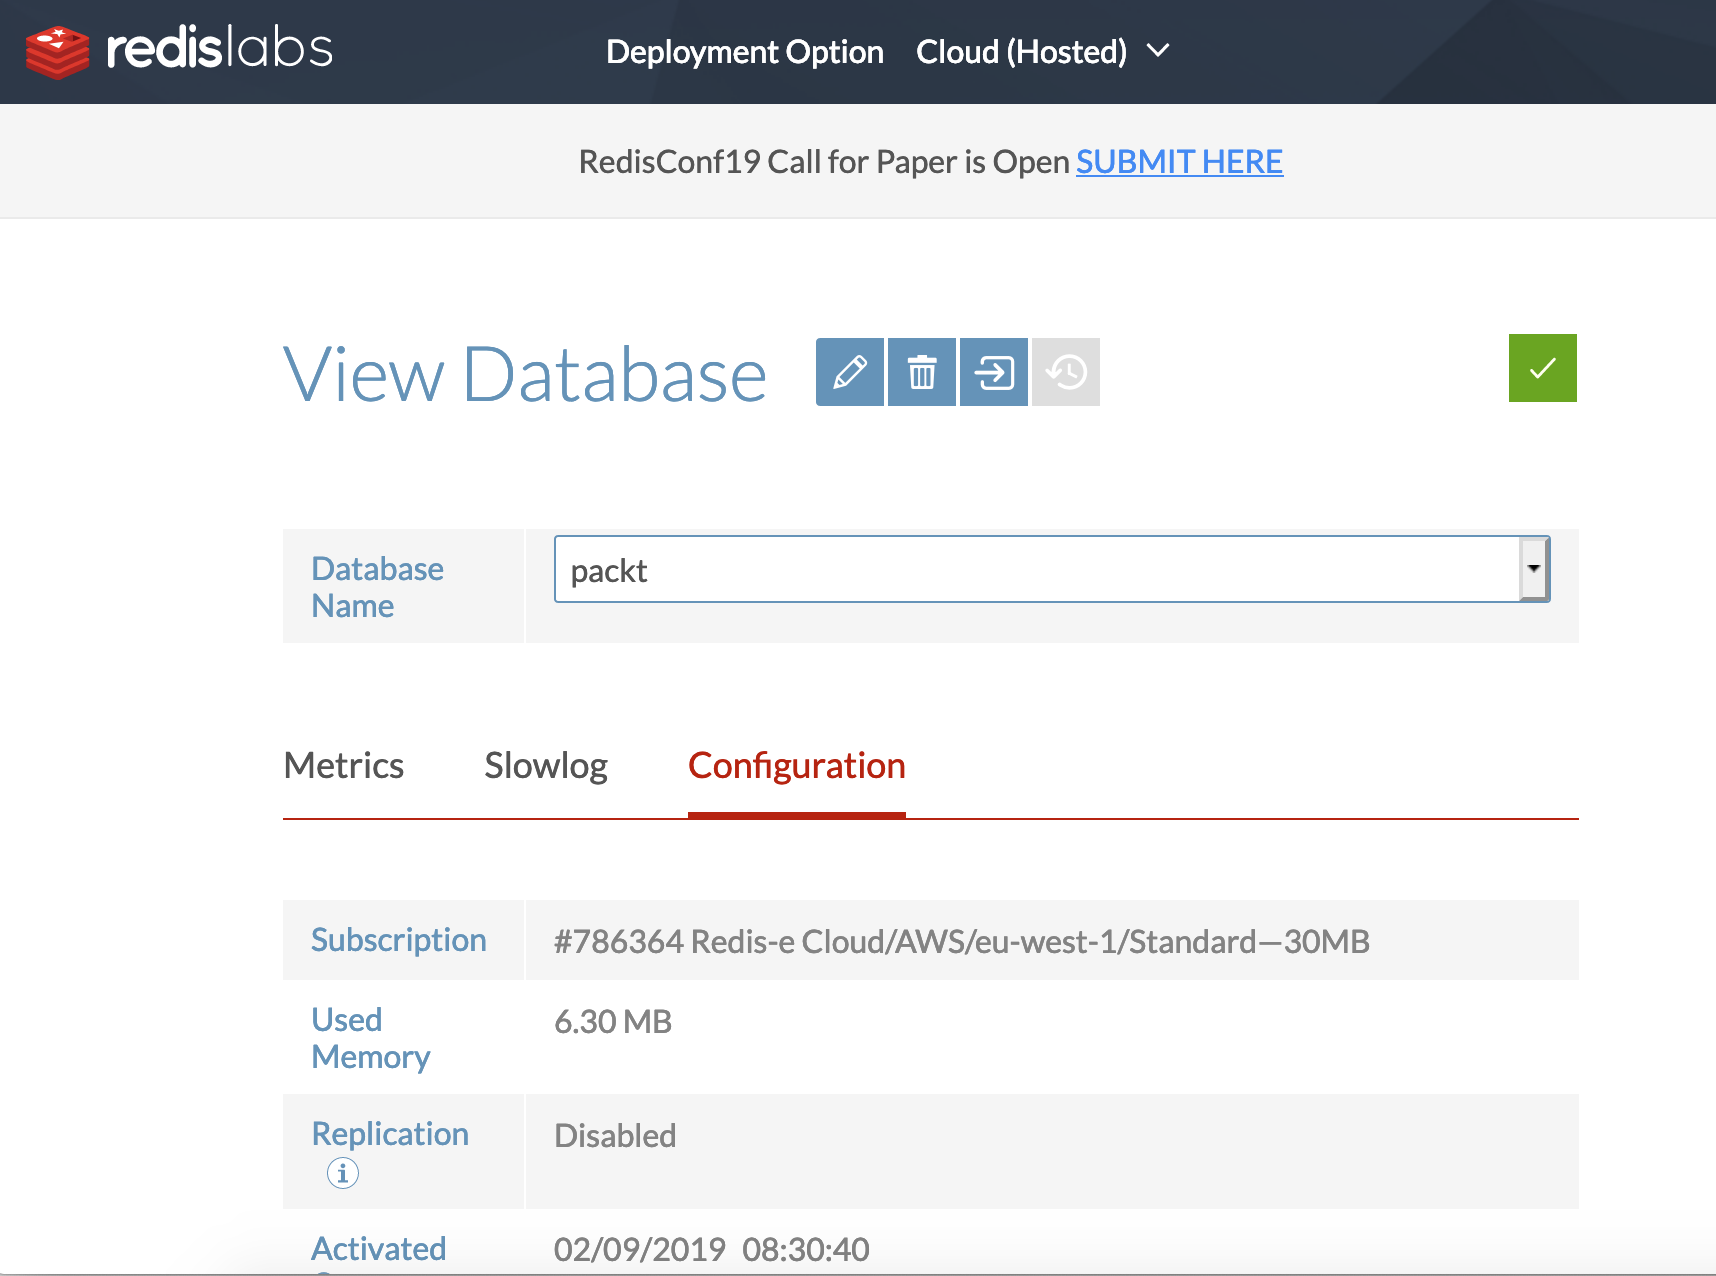 redislabs
Deployment Option Cloud (Hosted)
RedisConf19 Call for Paper is Open SUBMIT HERE
View Database
Database
Name
packt
Metrics Slowlog Configuration
Subscription #786364 Redis-e Cloud/AWS/eu-west-1/Standard—30MB
Used
Memory
6.30 MB
Replication Disabled
i
Activated 02/09/2019 08:30:40